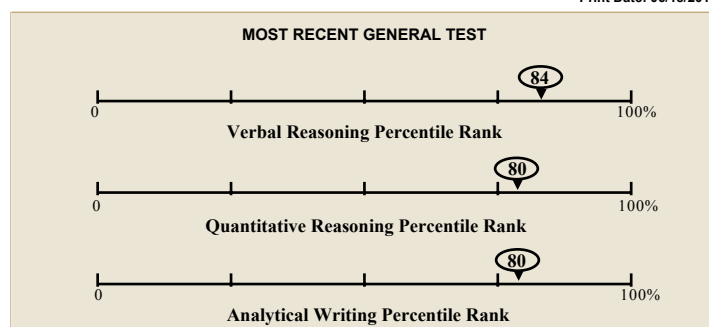 MOST RECENT GENERAL TEST
84
0 100%
Verbal Reasoning Percentile Rank
80
0 100%
Quantitative Reasoning Percentile Rank
80
0 100%
Analytical Writing Percentile Rank